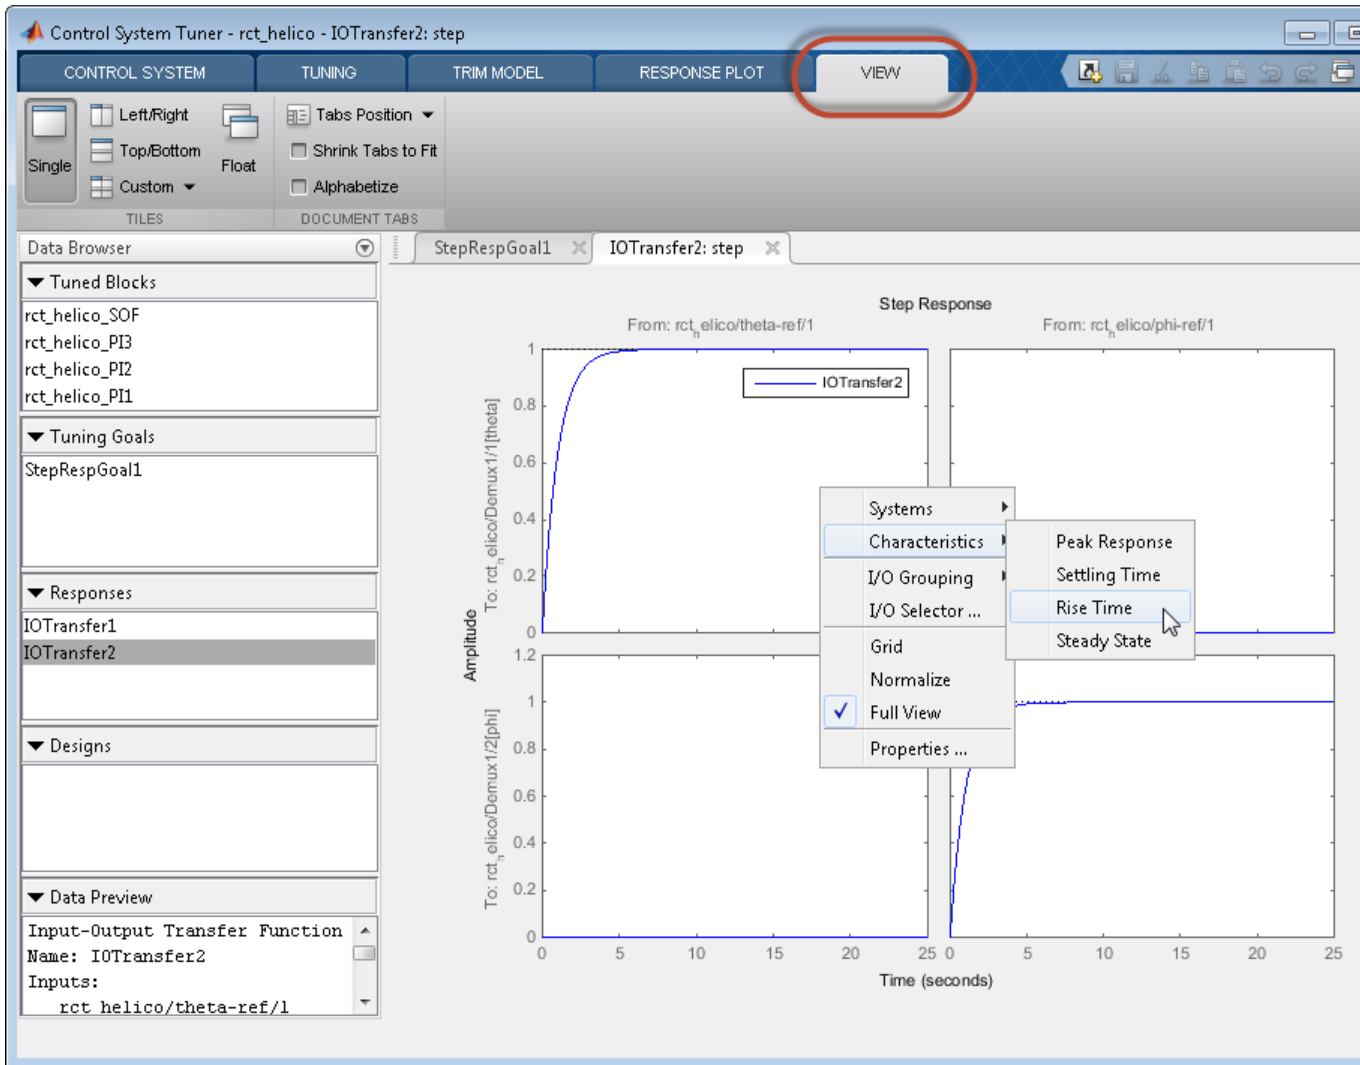 Control System Tuner - rct_helico - IOTransfer2: step
CONTROL SYSTEM
TUNING
TRIM MODEL
RESPONSE PLOT
VIEW
Single
Left/Right
Top/Bottom
Custom
Float
TILES
Tabs Position
Shrink Tabs to Fit
Alphabetize
DOCUMENT TABS
Data Browser
Tuned Blocks
rct_helico_SOF
rct_helico_PI3
rct_helico_PI2
rct_helico_PI1
Tuning Goals
StepRespGoal1
Responses
IOTransfer1
IOTransfer2
Designs
Data Preview
Input-Output Transfer Function
Name: IOTransfer2
Inputs:
rct_helico/theta-ref/1
StepRespGoal1
IOTransfer2: step
Step Response
From: rct_helico/theta-ref/1
From: rct_helico/phi-ref/1
Amplitude
To: rct_helico/Demux1/1[theta]
1
0.8
0.6
0.4
0.2
0
IOTransfer2
To: rct_helico/Demux1/2[phi]
1.2
1
0.8
0.6
0.4
0.2
0
0 5 10 15 20 25
0 5 10 15 20 25
Time (seconds)
Systems
Characteristics
I/O Grouping
I/O Selector ...
Grid
Normalize
Full View
Properties ...
Peak Response
Settling Time
Rise Time
Steady State